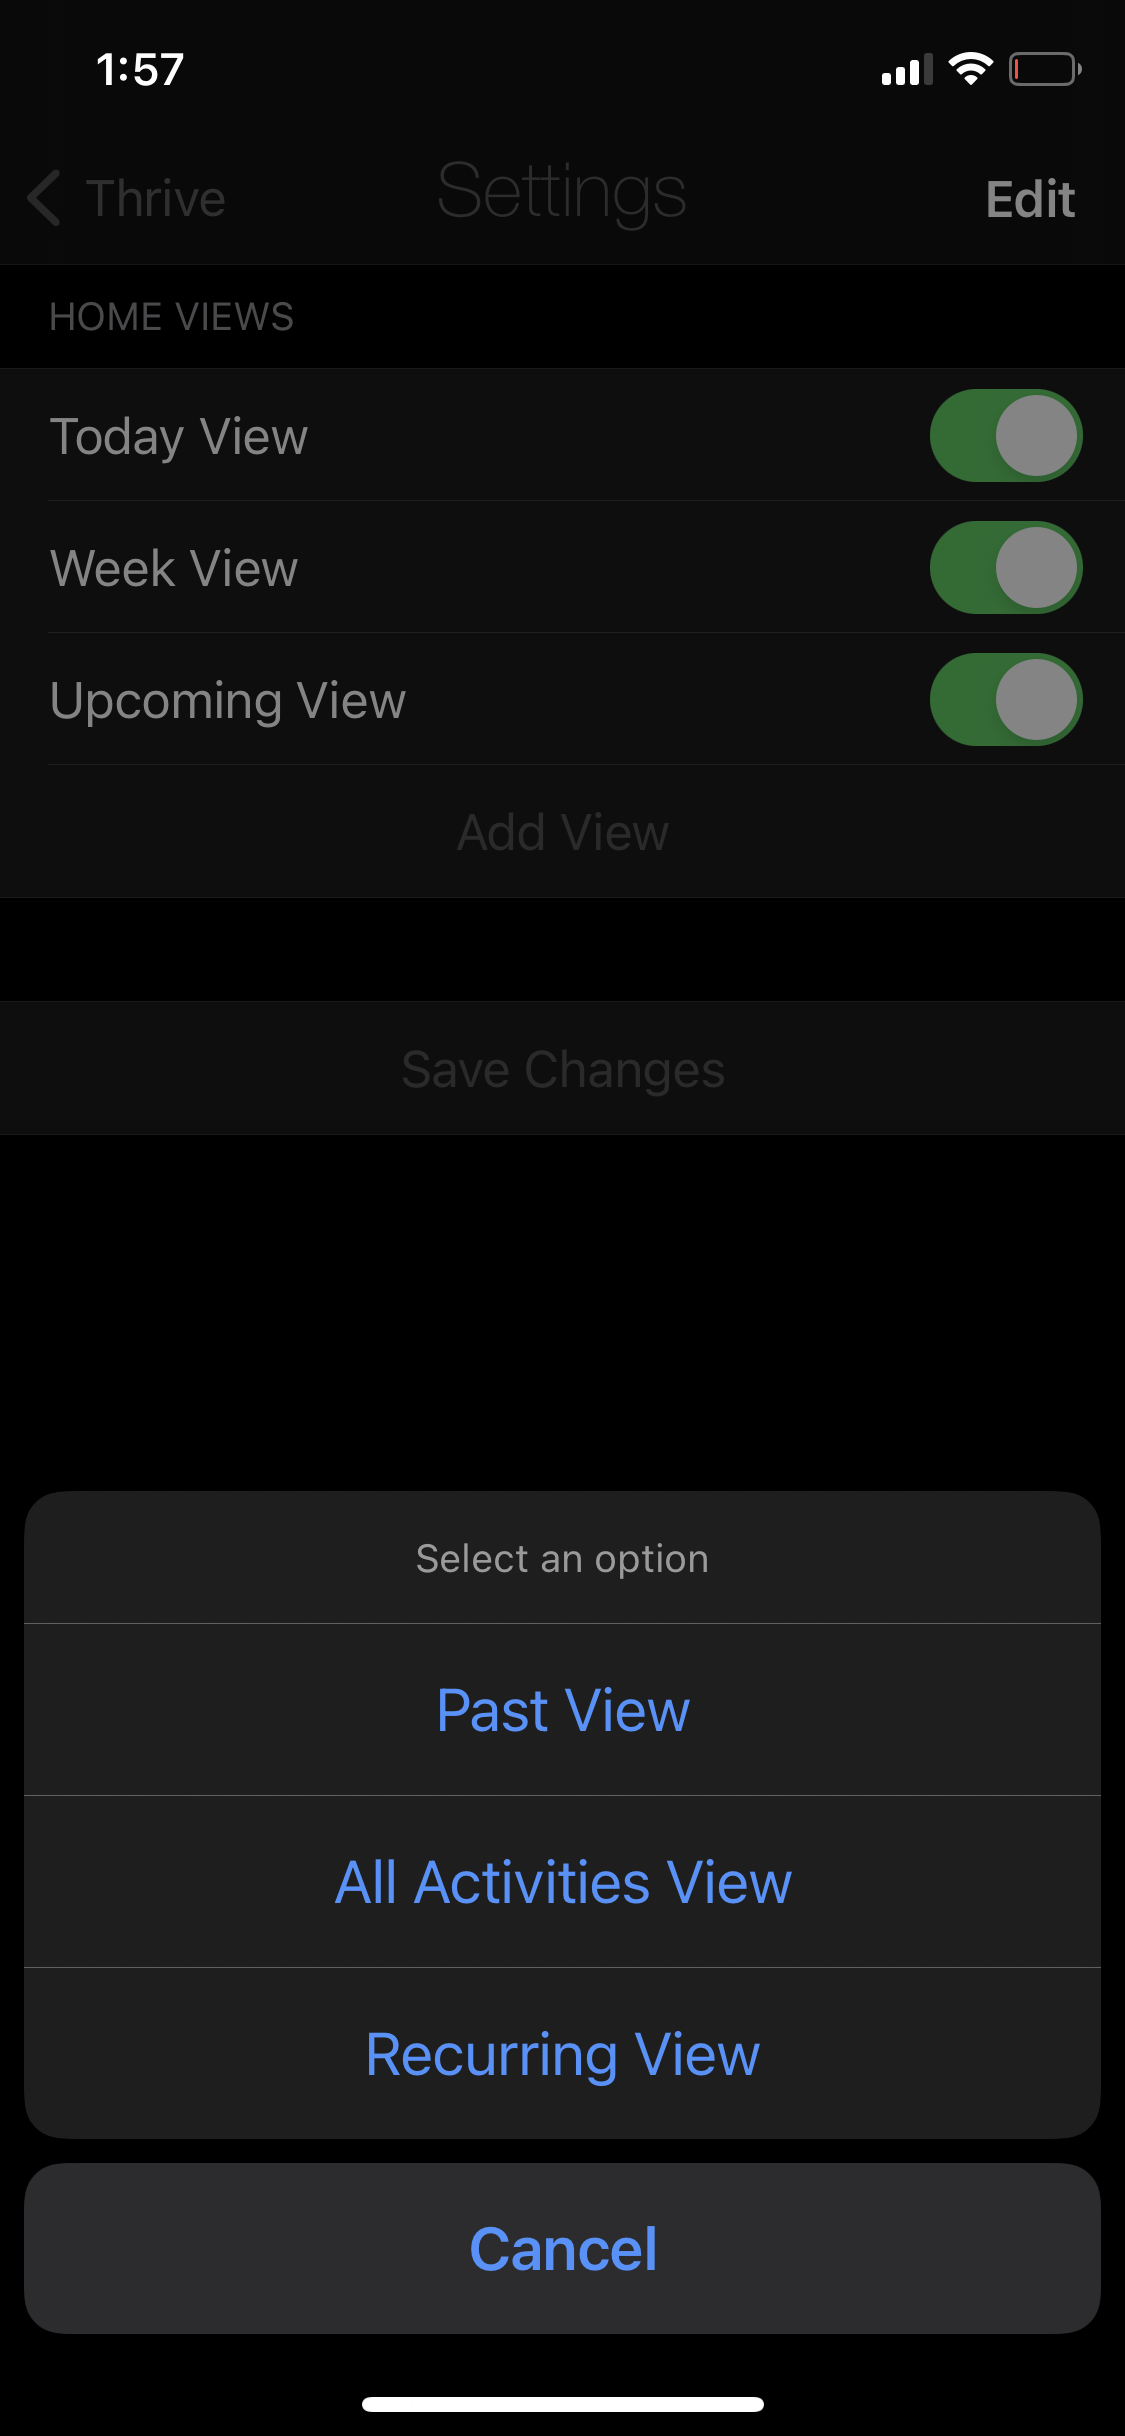 1:57
Thrive
Settings
Edit
HOME VIEWS
Today View
Week View
Upcoming View
Add View
Save Changes
Select an option
Past View
All Activities View
Recurring View
Cancel